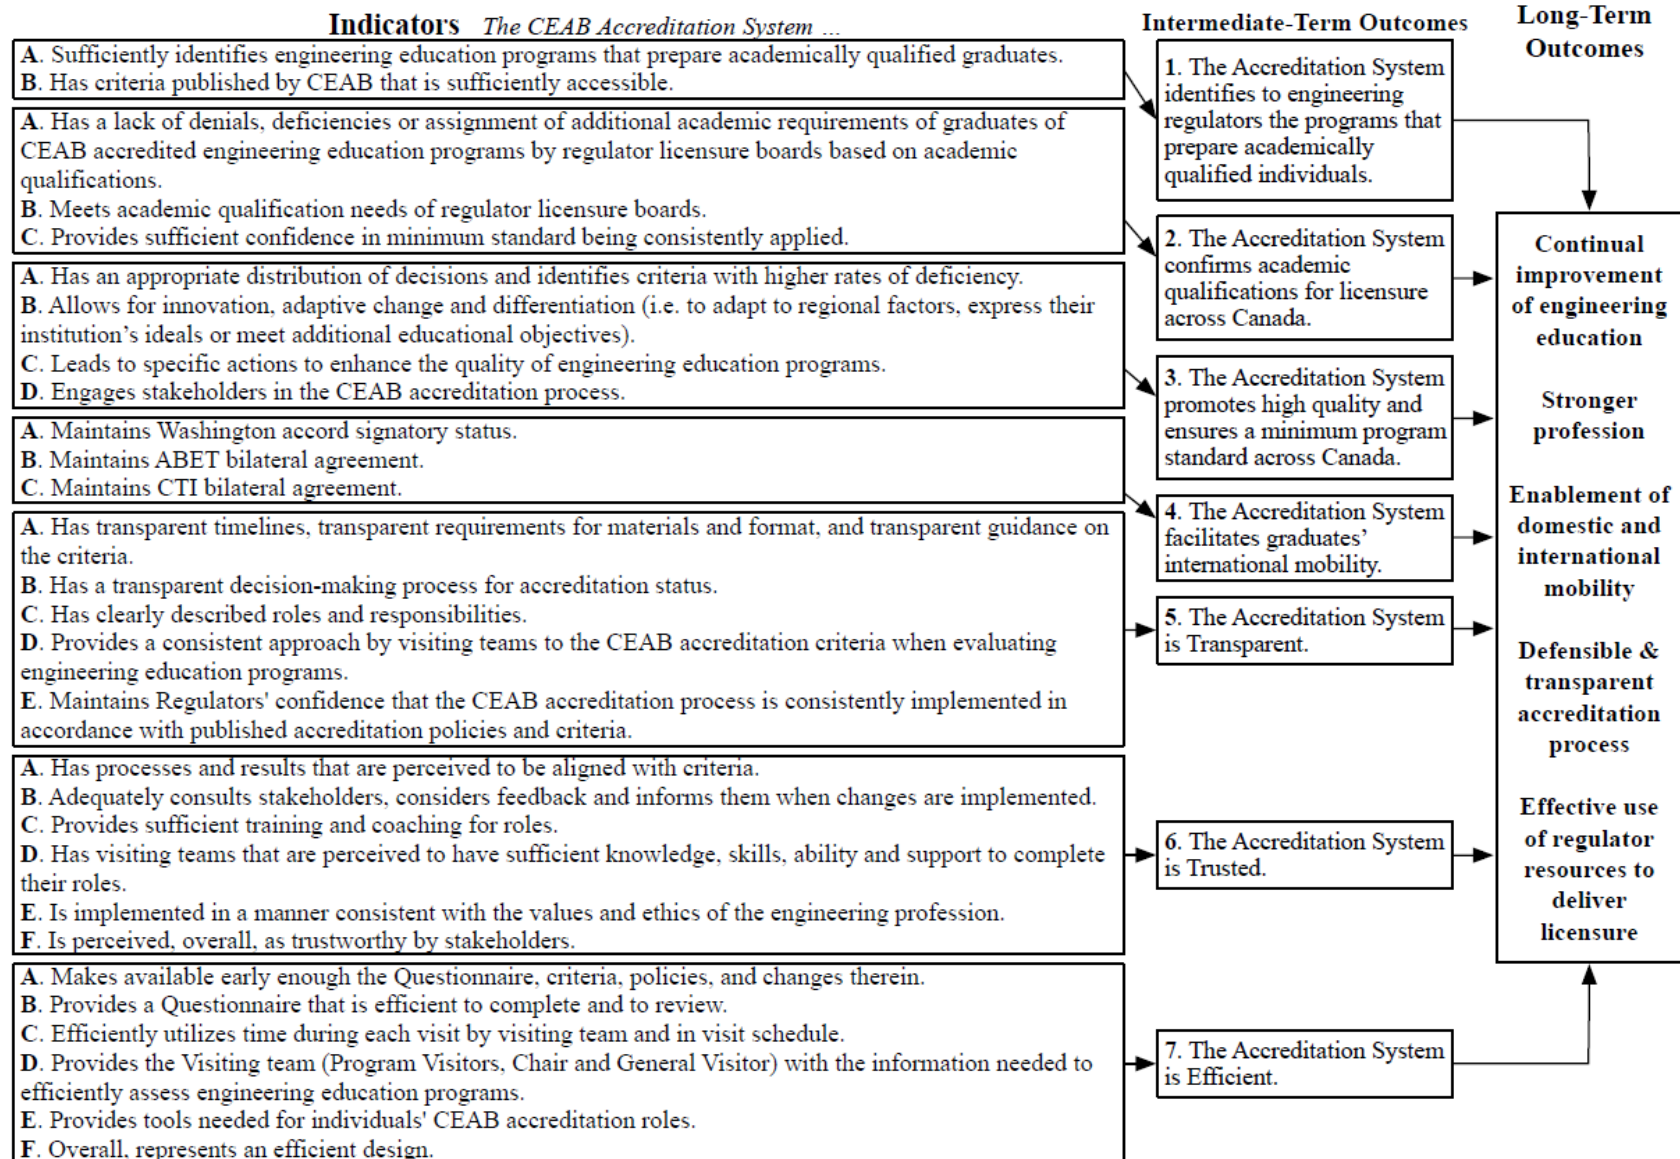 Indicators The CEAB Accreditation System ...
A. Sufficiently identifies engineering education programs that prepare academically qualified graduates.
B. Has criteria published by CEAB that is sufficiently accessible.
A. Has a lack of denials, deficiencies or assignment of additional academic requirements of graduates of
CEAB accredited engineering education programs by regulator licensure boards based on academic
qualifications.
B. Meets academic qualification needs of regulator licensure boards.
C. Provides sufficient confidence in minimum standard being consistently applied.
A. Has an appropriate distribution of decisions and identifies criteria with higher rates of deficiency.
B. Allows for innovation, adaptive change and differentiation (i.e. to adapt to regional factors, express their
institution's ideals or meet additional educational objectives).
C. Leads to specific actions to enhance the quality of engineering education programs.
D. Engages stakeholders in the CEAB accreditation process.
A. Maintains Washington accord signatory status.
B. Maintains ABET bilateral agreement.
C. Maintains CTI bilateral agreement.
A. Has transparent timelines, transparent requirements for materials and format, and transparent guidance on
the criteria.
B. Has a transparent decision-making process for accreditation status.
C. Has clearly described roles and responsibilities.
D. Provides a consistent approach by visiting teams to the CEAB accreditation criteria when evaluating
engineering education programs.
E. Maintains Regulators' confidence that the CEAB accreditation process is consistently implemented in
accordance with published accreditation policies and criteria.
A. Has processes and results that are perceived to be aligned with criteria.
B. Adequately consults stakeholders, considers feedback and informs them when changes are implemented.
C. Provides sufficient training and coaching for roles.
D. Has visiting teams that are perceived to have sufficient knowledge, skills, ability and support to complete
their roles.
E. Is implemented in a manner consistent with the values and ethics of the engineering profession.
F. Is perceived, overall, as trustworthy by stakeholders.
A. Makes available early enough the Questionnaire, criteria, policies, and changes therein.
B. Provides a Questionnaire that is efficient to complete and to review.
C. Efficiently utilizes time during each visit by visiting team and in visit schedule.
D. Provides the Visiting team (Program Visitors, Chair and General Visitor) with the information needed to
efficiently assess engineering education programs.
E. Provides tools needed for individuals' CEAB accreditation roles.
F. Overall, represents an efficient design.
Intermediate-Term Outcomes
1. The Accreditation System
identifies to engineering
regulators the programs that
prepare academically
qualified individuals.
2. The Accreditation System
confirms academic
qualifications for licensure
across Canada.
3. The Accreditation System
promotes high quality and
ensures a minimum program
standard across Canada.
4. The Accreditation System
facilitates graduates'
international mobility.
5. The Accreditation System
is Transparent.
6. The Accreditation System
is Trusted.
7. The Accreditation System
is Efficient.
Long-Term
Outcomes
Continual
improvement
of engineering
education
Stronger
profession
Enablement of
domestic and
international
mobility
Defensible &
transparent
accreditation
process
Effective use
of regulator
resources to
deliver
licensure